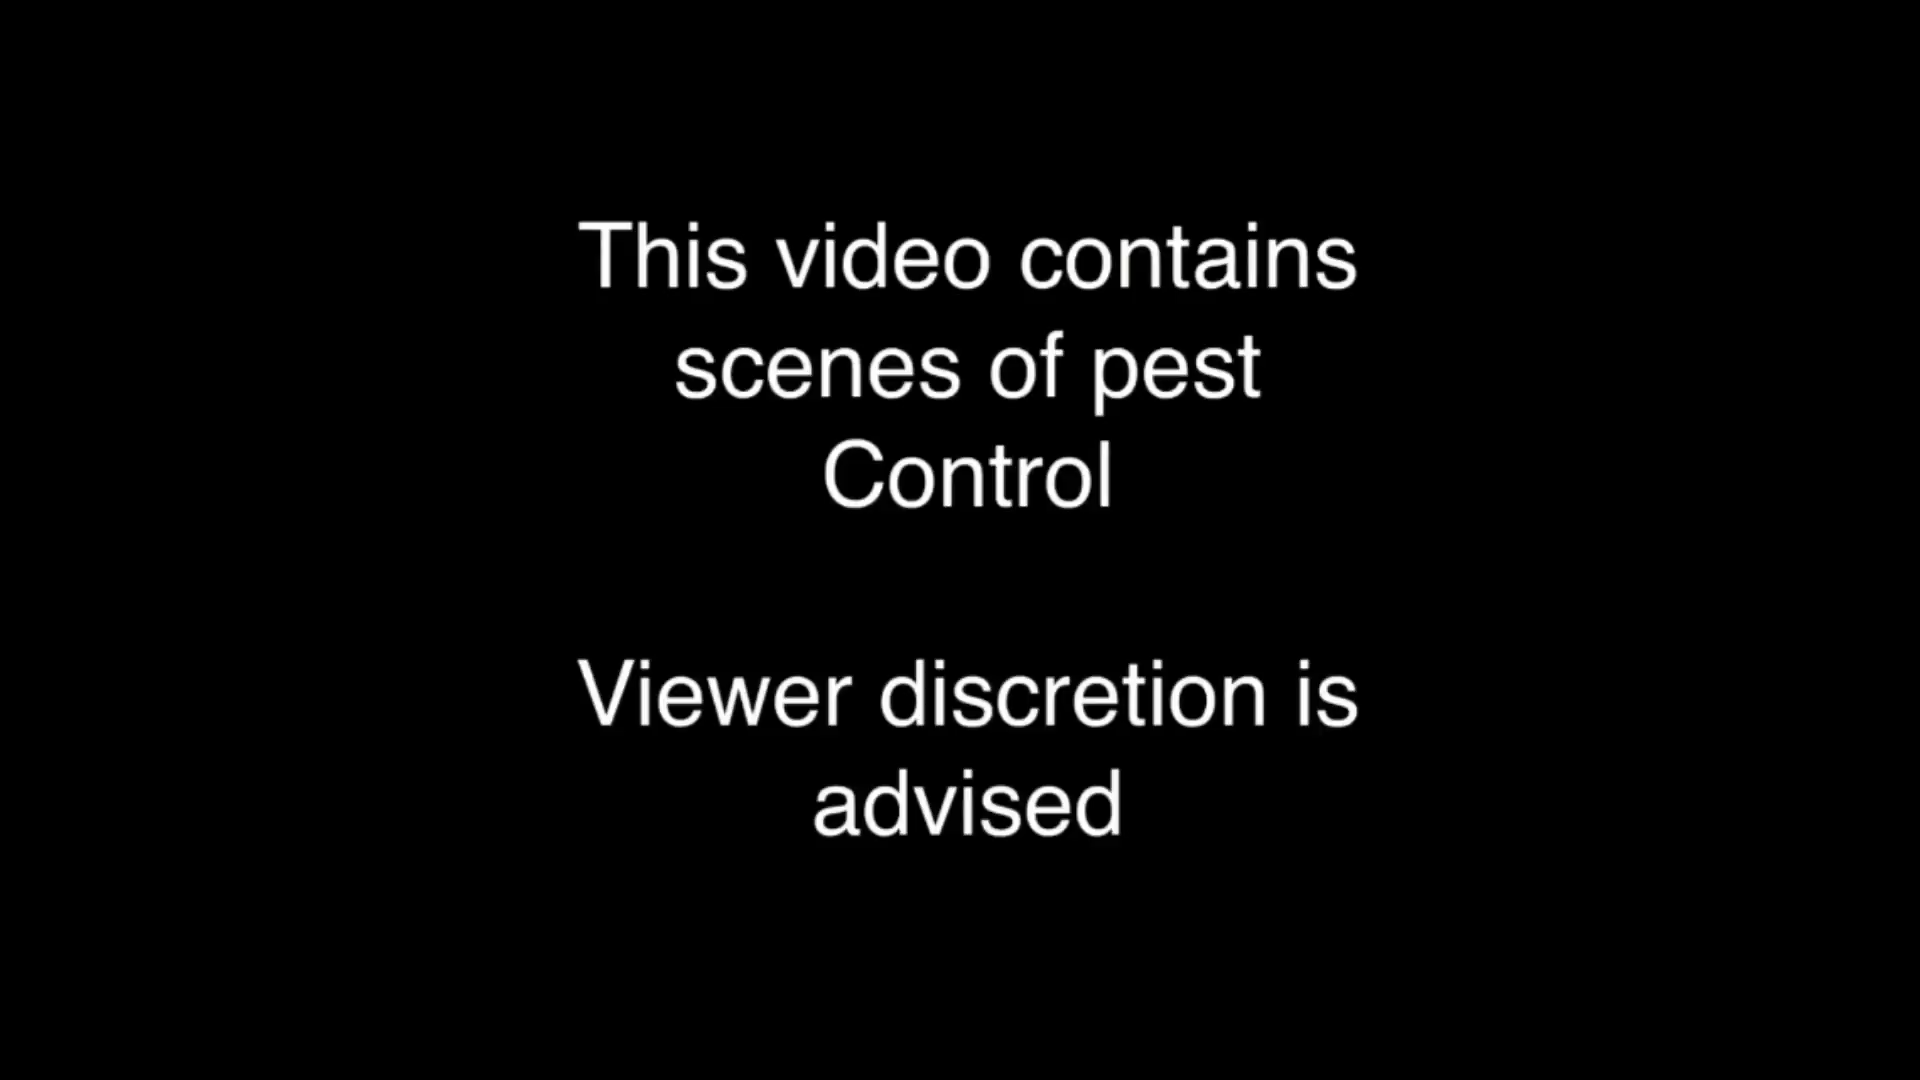 This video contains
scenes of pest
Control
Viewer discretion is
advised